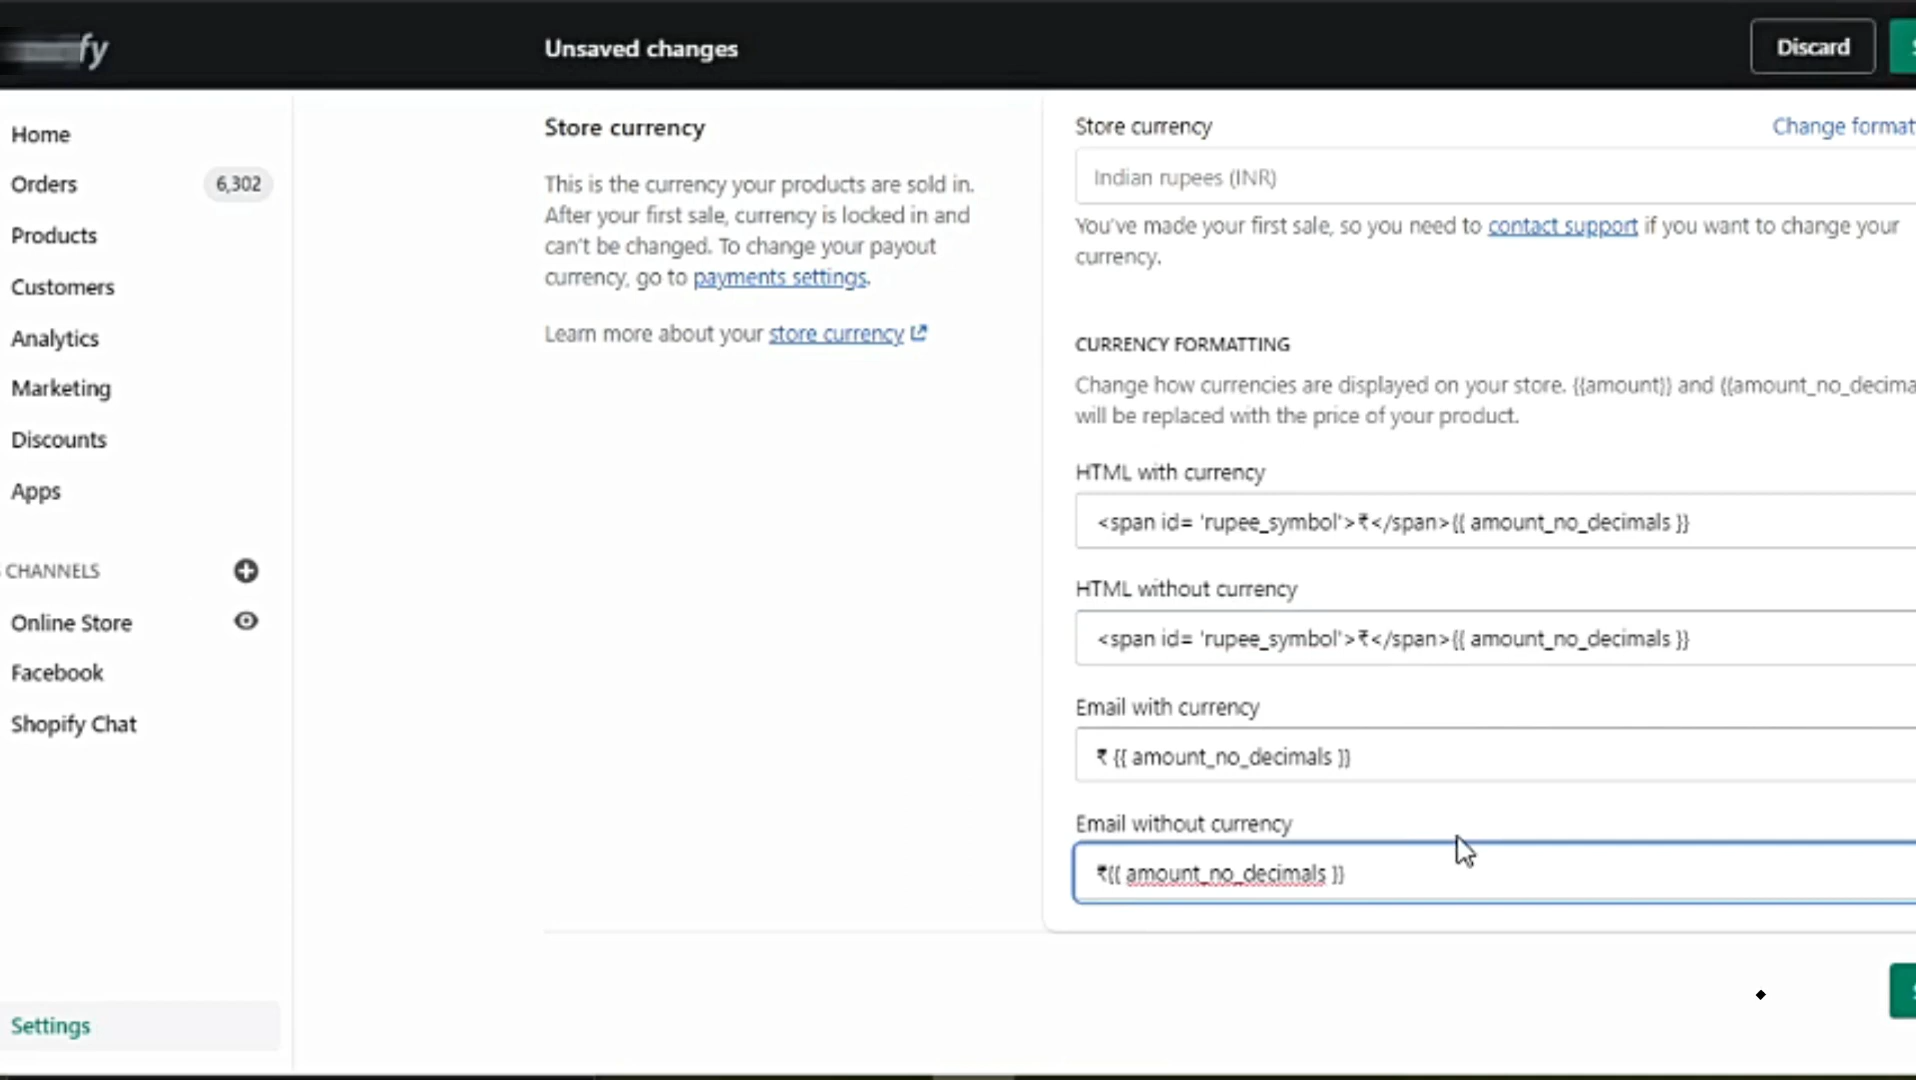 fy
Unsaved changes
Discard
Home
Orders 6,302
Products
Customers
Analytics
Marketing
Discounts
Apps
CHANNELS
Online Store
Facebook
Shopify Chat
Settings
Store currency
This is the currency your products are sold in.
After your first sale, currency is locked in and
can't be changed. To change your payout
currency, go to payments settings.
Learn more about your store currency
Store currency
Change format
Indian rupees (INR)
You've made your first sale, so you need to contact support if you want to change your
currency.
CURRENCY FORMATTING
Change how currencies are displayed on your store. {{amount}} and {{amount_no_decima
will be replaced with the price of your product.
HTML with currency
<span id= 'rupee_symbol'>₹</span>{{ amount_no_decimals }}
HTML without currency
<span id= 'rupee_symbol'>₹</span>{{ amount_no_decimals }}
Email with currency
₹ {{ amount_no_decimals }}
Email without currency
₹{{ amount_no_decimals }}